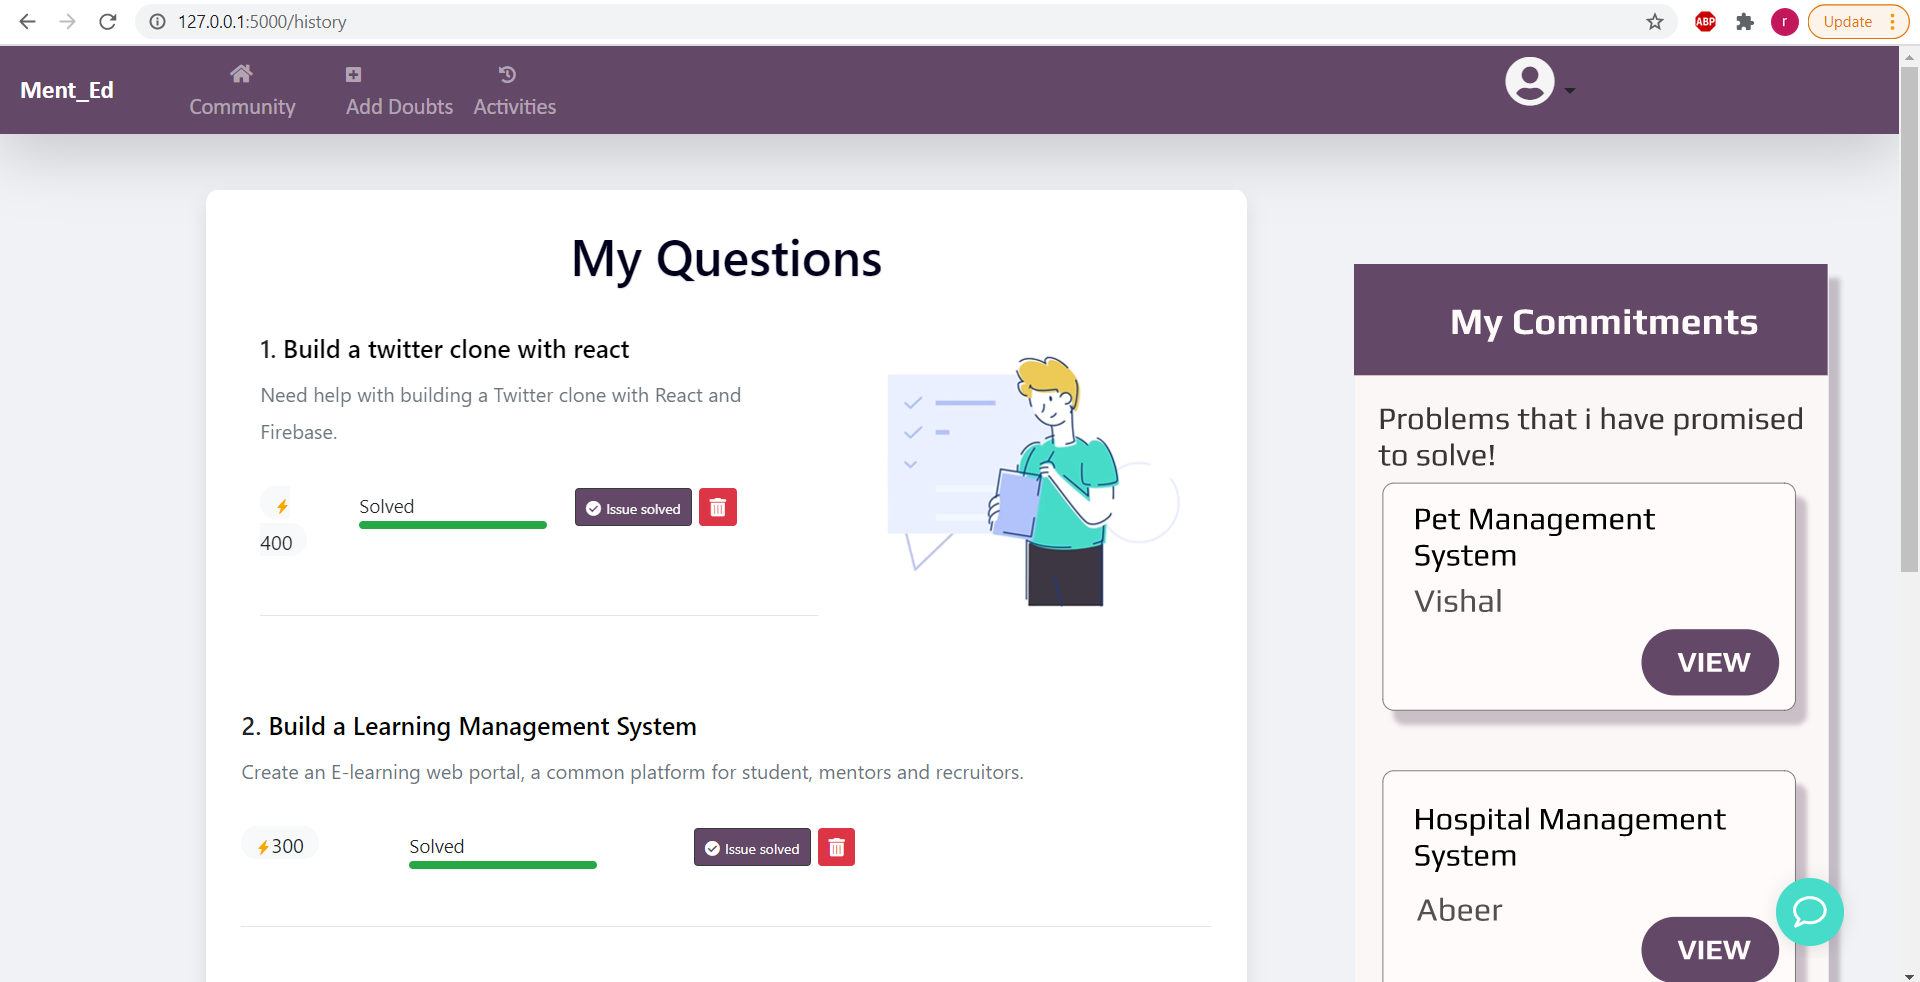 127.0.0.1:5000/history
ABP
r
Update
Ment_Ed
Community
Add Doubts
Activities
My Questions
1. Build a twitter clone with react
Need help with building a Twitter clone with React and
Firebase.
400
Solved
Issue solved
2. Build a Learning Management System
Create an E-learning web portal, a common platform for student, mentors and recruitors.
300
Solved
Issue solved
My Commitments
Problems that i have promised
to solve!
Pet Management
System
Vishal
VIEW
Hospital Management
System
Abeer
VIEW